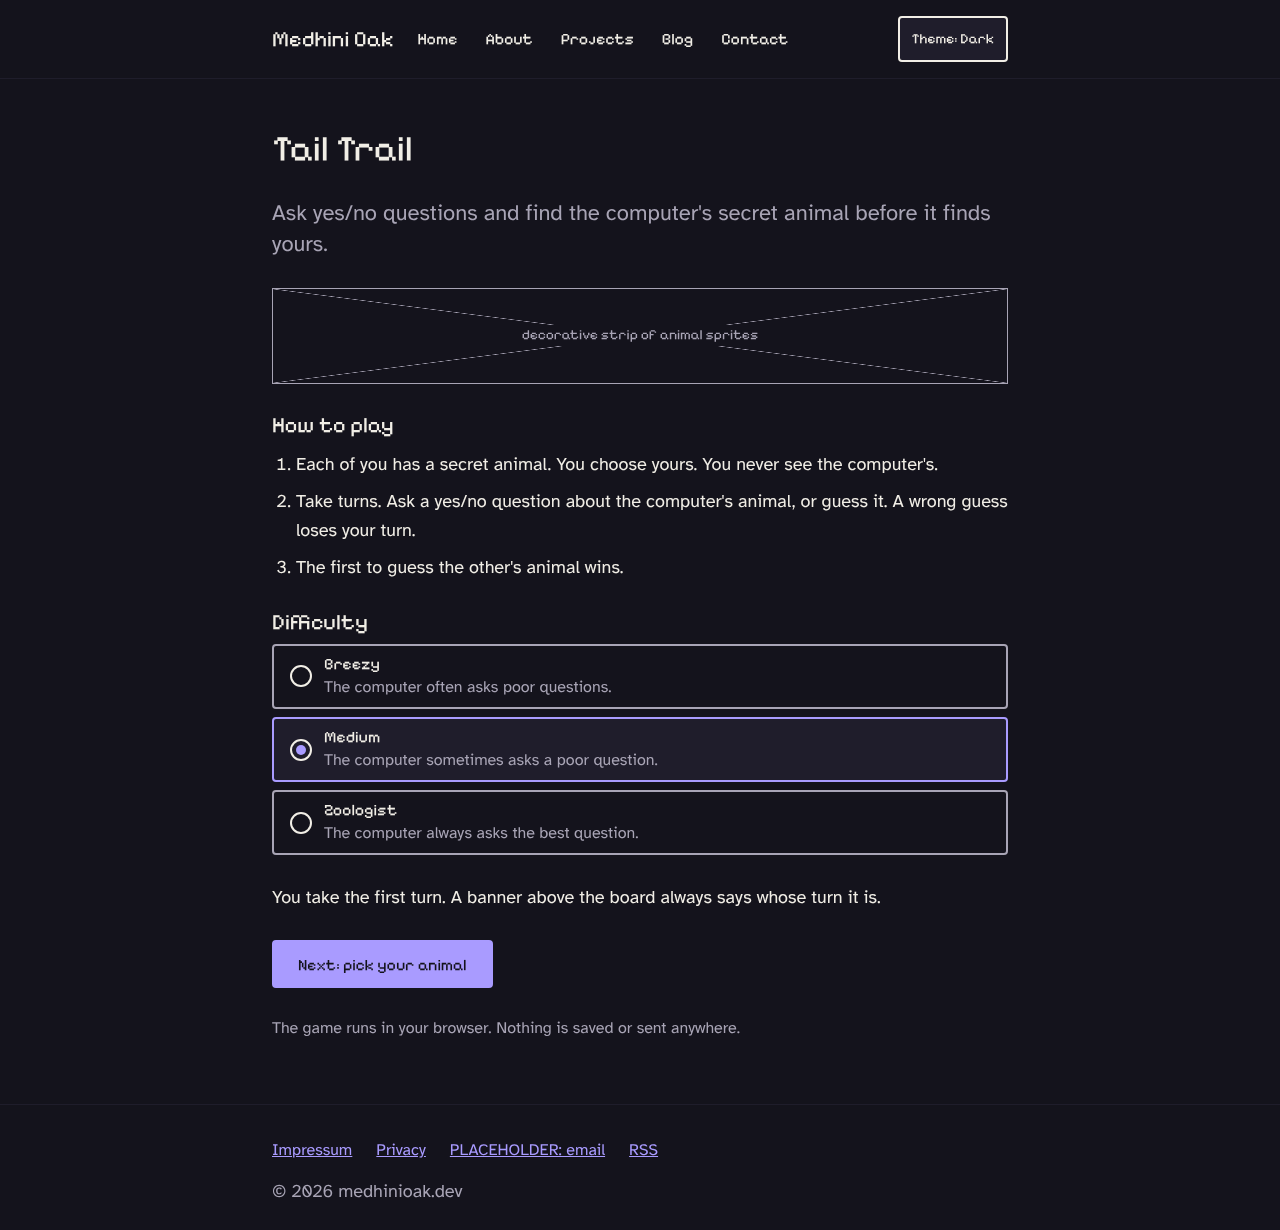 Medhini Oak Home About Projects Blog Contact Theme: Dark
Tail Trail
Ask yes/no questions and find the computer's secret animal before it finds
yours.
decorative strip of animal sprites
How to play
1. Each of you has a secret animal. You choose yours. You never see the computer's.
2. Take turns. Ask a yes/no question about the computer's animal, or guess it. A wrong guess
loses your turn.
3. The first to guess the other's animal wins.
Difficulty
Breezy
The computer often asks poor questions.
Medium
The computer sometimes asks a poor question.
Zoologist
The computer always asks the best question.
You take the first turn. A banner above the board always says whose turn it is.
Next: pick your animal
The game runs in your browser. Nothing is saved or sent anywhere.
Impressum Privacy PLACEHOLDER: email RSS
© 2026 medhinioak.dev